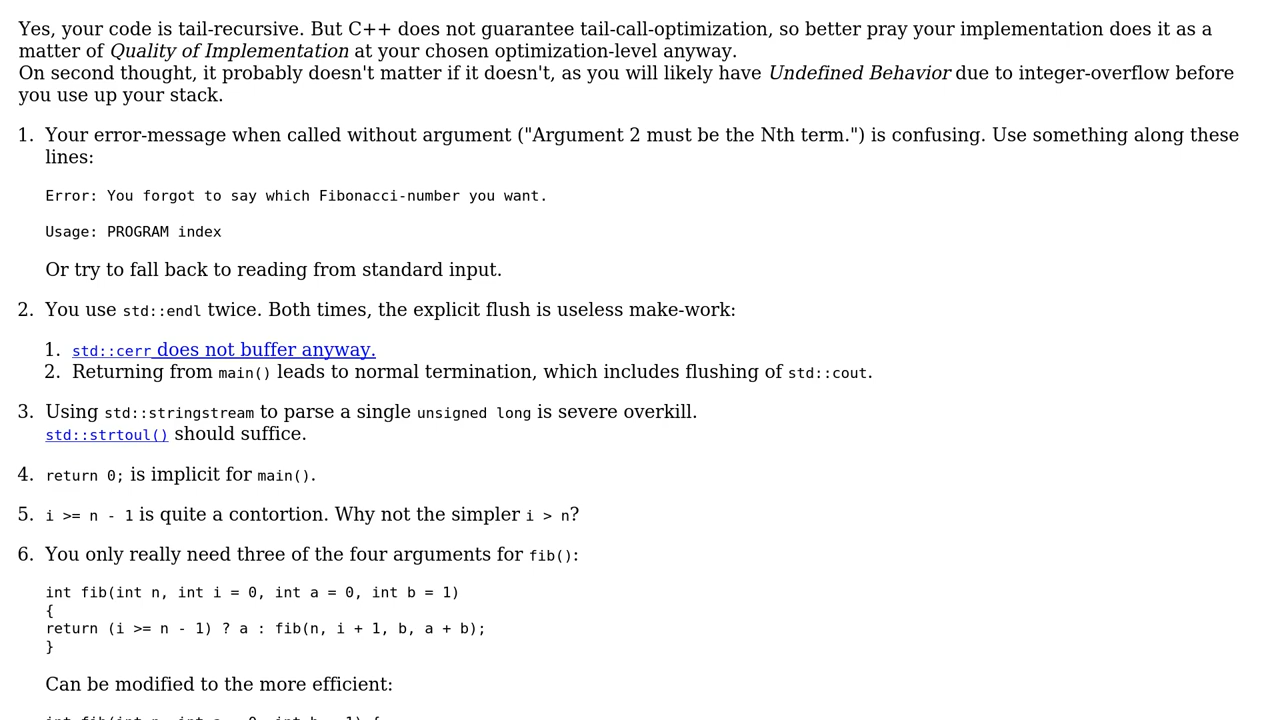 Yes, your code is tail-recursive. But C++ does not guarantee tail-call-optimization, so better pray your implementation does it as a
matter of Quality of Implementation at your chosen optimization-level anyway.
On second thought, it probably doesn't matter if it doesn't, as you will likely have Undefined Behavior due to integer-overflow before
you use up your stack.
1. Your error-message when called without argument ("Argument 2 must be the Nth term.") is confusing. Use something along these
lines:
Error: You forgot to say which Fibonacci-number you want.
Usage: PROGRAM index
Or try to fall back to reading from standard input.
2. You use std::endl twice. Both times, the explicit flush is useless make-work:
1. std::cerr does not buffer anyway.
2. Returning from main() leads to normal termination, which includes flushing of std::cout.
3. Using std::stringstream to parse a single unsigned long is severe overkill.
std::strtoul() should suffice.
4. return 0; is implicit for main().
5. i >= n - 1 is quite a contortion. Why not the simpler i > n?
6. You only really need three of the four arguments for fib():
int fib(int n, int i = 0, int a = 0, int b = 1)
{
return (i >= n - 1) ? a : fib(n, i + 1, b, a + b);
}
Can be modified to the more efficient:
int fib(int n, int a = 0, int b = 1) {